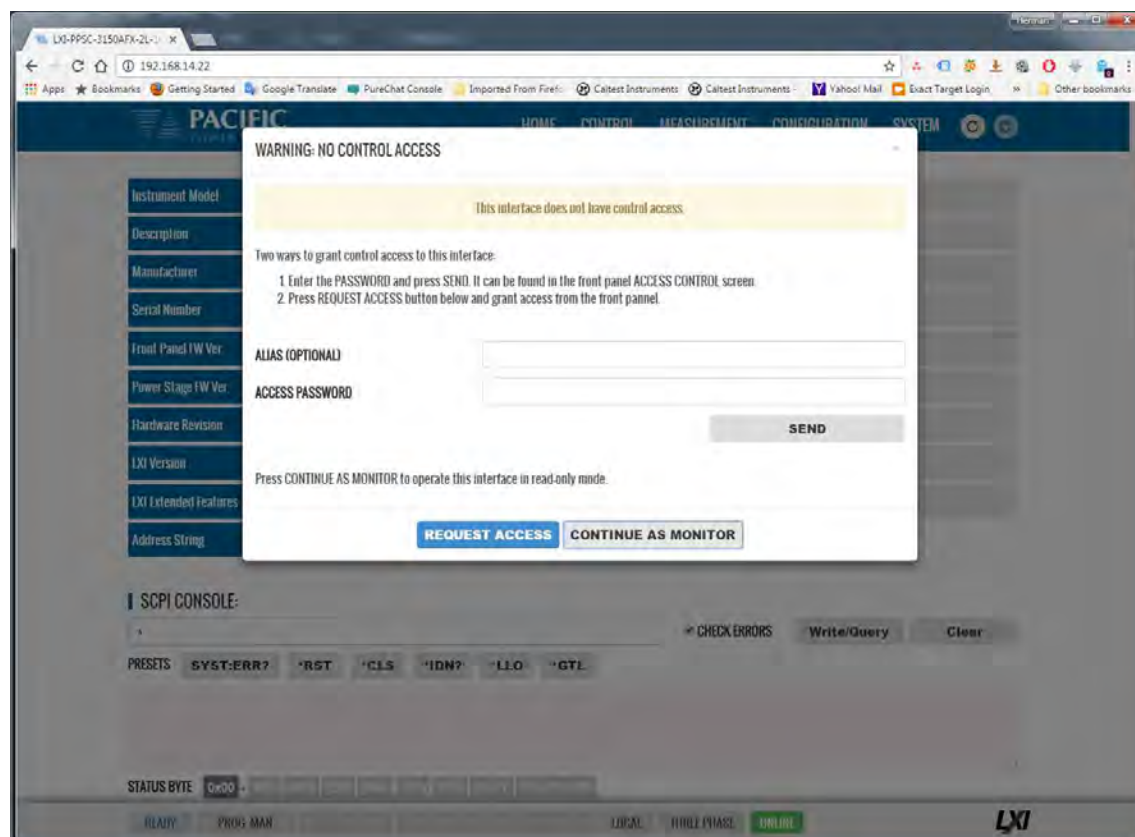 Herman
LXI-PPSC-3150AFX-2L-
192.168.14.22
Apps Bookmarks Getting Started Google Translate PureChat Console Imported From Firef Caltest Instruments Caltest Instruments - Yahoo! Mail Exact Target Login » Other bookmarks
PACIFIC
HOME CONTROL MEASUREMENT CONFIGURATION SYSTEM
WARNING: NO CONTROL ACCESS
This interface does not have control access.
Two ways to grant control access to this interface:
1. Enter the PASSWORD and press SEND. It can be found in the front panel ACCESS CONTROL screen.
2. Press REQUEST ACCESS button below and grant access from the front pannel.
ALIAS (OPTIONAL)
ACCESS PASSWORD
SEND
Press CONTINUE AS MONITOR to operate this interface in read-only mode.
REQUEST ACCESS CONTINUE AS MONITOR
Instrument Model
Description
Manufacturer
Serial Number
Front Panel FW Ver
Power Stage FW Ver
Hardware Revision
LXI Version
LXI Extended Features
Address String
SCPI CONSOLE:
CHECK ERRORS Write/Query Clear
PRESETS SYST:ERR? *RST *CLS *IDN? *LLO *GTL
STATUS BYTE 0x00 -
READY PROG: MAN LOCAL THREE PHASE ONLINE LXI